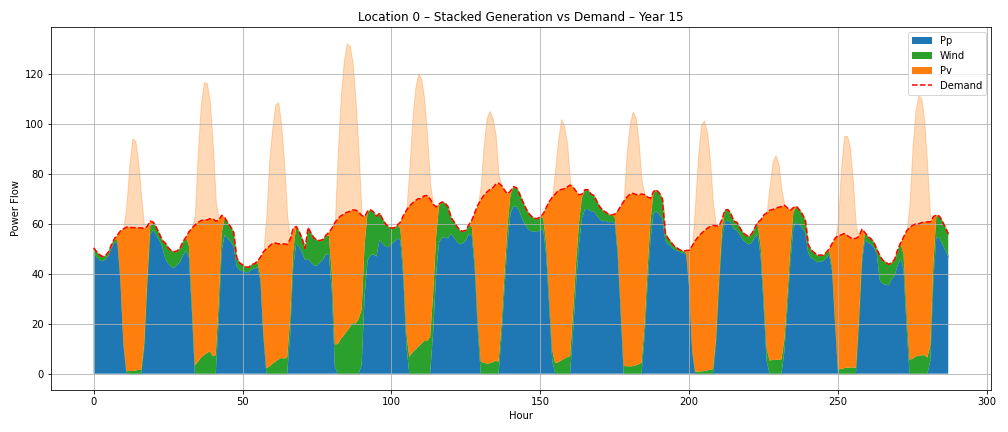 Location 0 – Stacked Generation vs Demand – Year 15
Pp
Wind
Pv
Demand
Power Flow
120
100
80
60
40
20
0
0 50 100 150 200 250 300
Hour